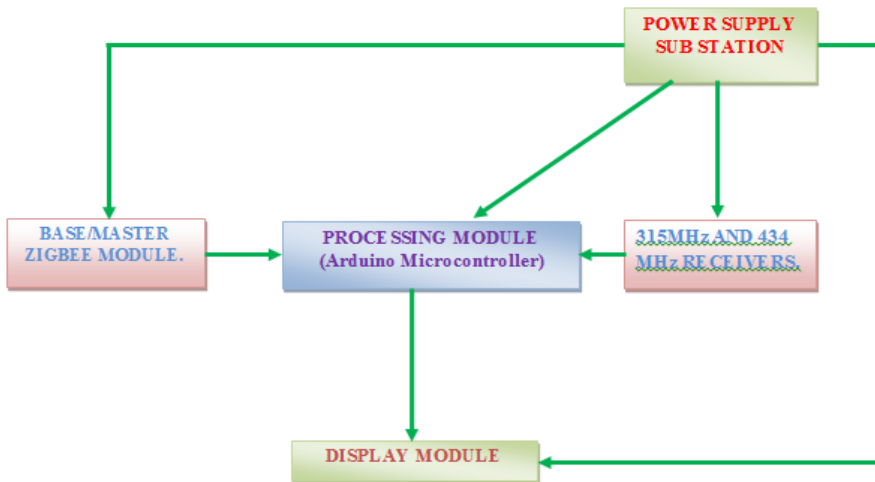 POWER SUPPLY
SUB STATION
BASE/MASTER
ZIGBEE MODULE.
PROCESSING MODULE
(Arduino Microcontroller)
315MHz AND 434
MHz RECEIVERS.
DISPLAY MODULE